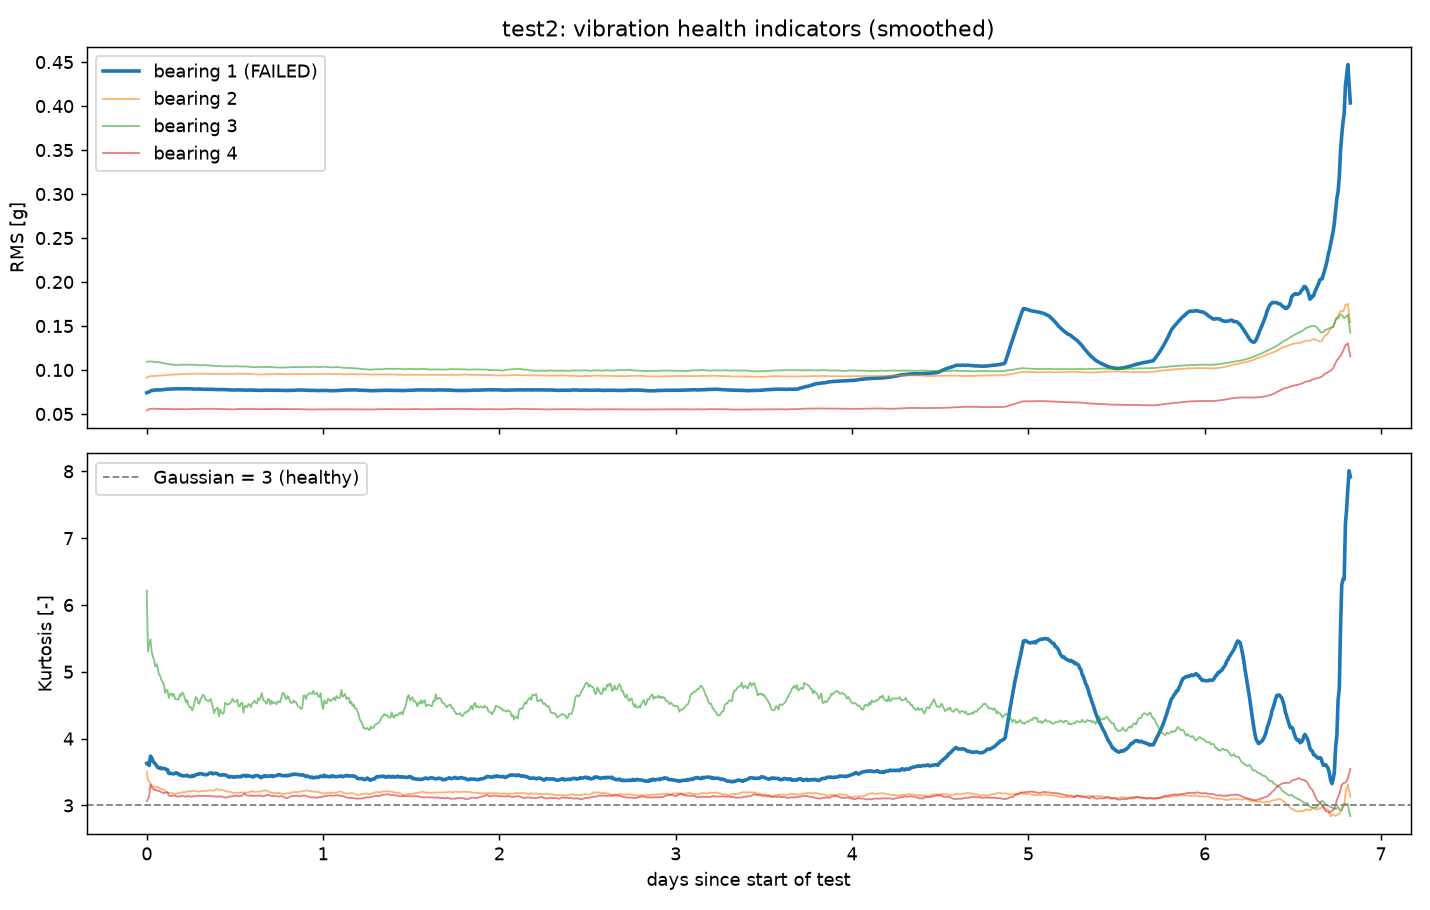 test2: vibration health indicators (smoothed)
RMS [g]
0.45
0.40
0.35
0.30
0.25
0.20
0.15
0.10
0.05
bearing 1 (FAILED)
bearing 2
bearing 3
bearing 4
Kurtosis [-]
8
7
6
5
4
3
Gaussian = 3 (healthy)
0 1 2 3 4 5 6 7
days since start of test